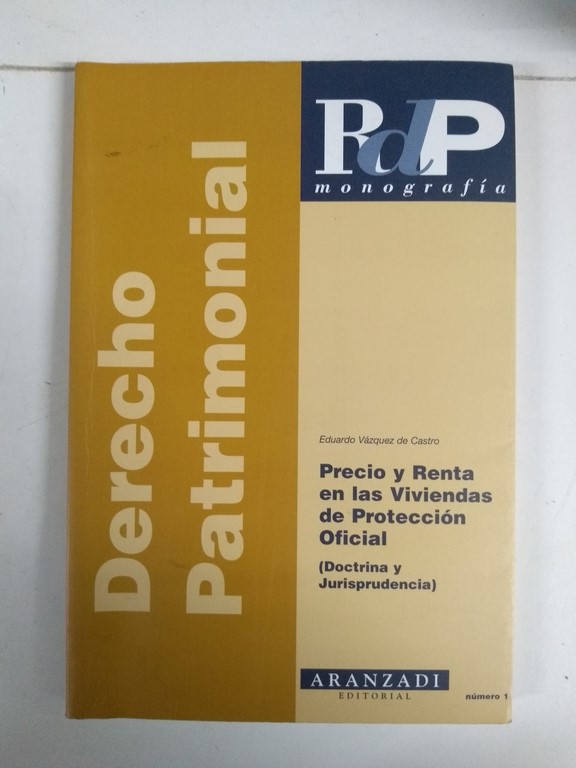 RdP
monografía
Derecho
Patrimonial
Eduardo Vázquez de Castro
Precio y Renta
en las Viviendas
de Protección
Oficial
(Doctrina y
Jurisprudencia)
ARANZADI
EDITORIAL
número 1